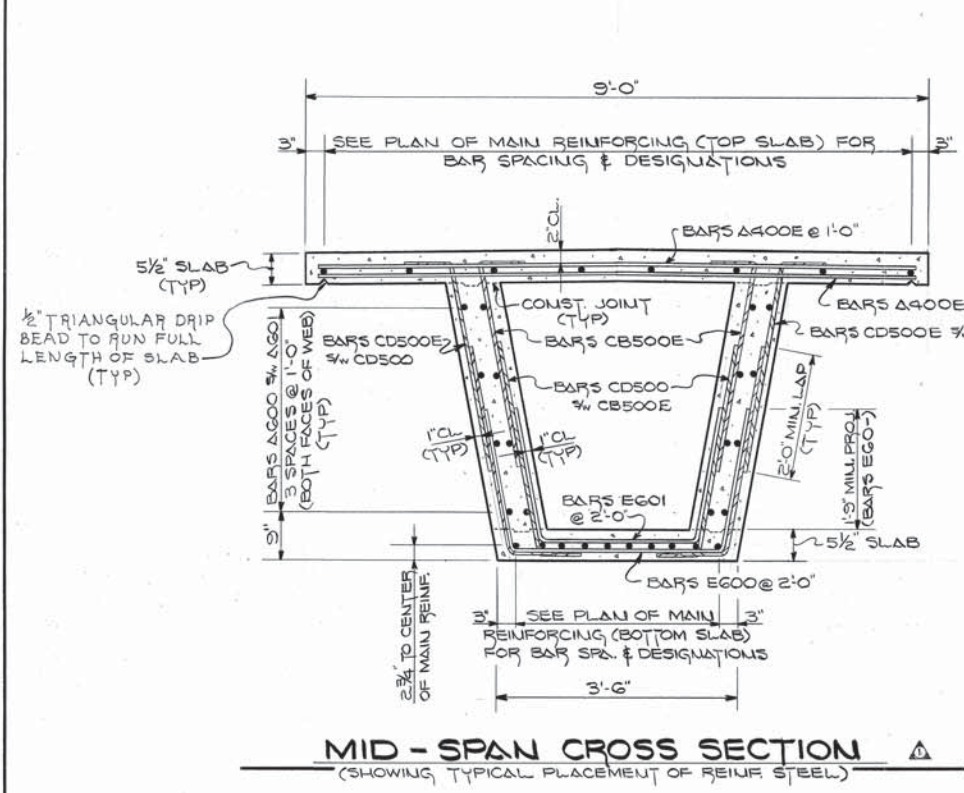 9'-0"
3"
SEE PLAN OF MAIN REINFORCING (TOP SLAB) FOR
BAR SPACING & DESIGNATIONS
3"
2" CL.
BARS A400E @ 1'-0"
5½" SLAB
(TYP)
CONST. JOINT
(TYP)
BARS A400E
½" TRIANGULAR DRIP
BEAD TO RUN FULL
LENGTH OF SLAB
(TYP)
BARS CD500E
S/W CD500
BARS CB500E
BARS CD500E
BARS CD500
S/W CB500E
BARS A600 S/W A601
3 SPACES @ 1'-0"
(BOTH FACES OF WEB)
(TYP)
1" CL
(TYP)
1" CL
(TYP)
2'-0" MIN. LAP
(TYP)
1'-9" MIN. PROJ.
(BARS E60-)
BARS E601
@ 2'-0"
9"
5½" SLAB
BARS E600 @ 2'-0"
2¾" TO CENTER
OF MAIN REINF.
3"
SEE PLAN OF MAIN
3"
REINFORCING (BOTTOM SLAB)
FOR BAR SPA. & DESIGNATIONS
3'-6"
MID - SPAN CROSS SECTION
(SHOWING TYPICAL PLACEMENT OF REINF. STEEL)